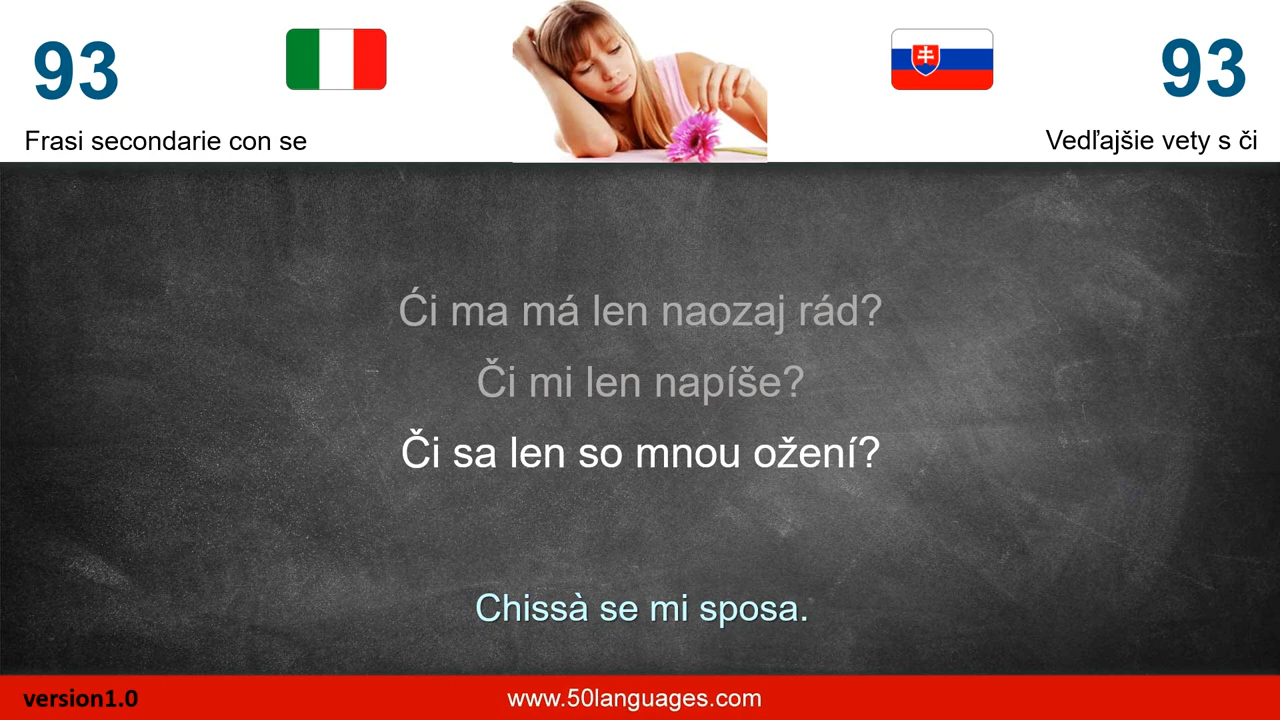 93
93
Frasi secondarie con se
Vedľajšie vety s či
Ći ma má len naozaj rád?
Či mi len napíše?
Či sa len so mnou ožení?
Chissà se mi sposa.
version1.0
www.50languages.com